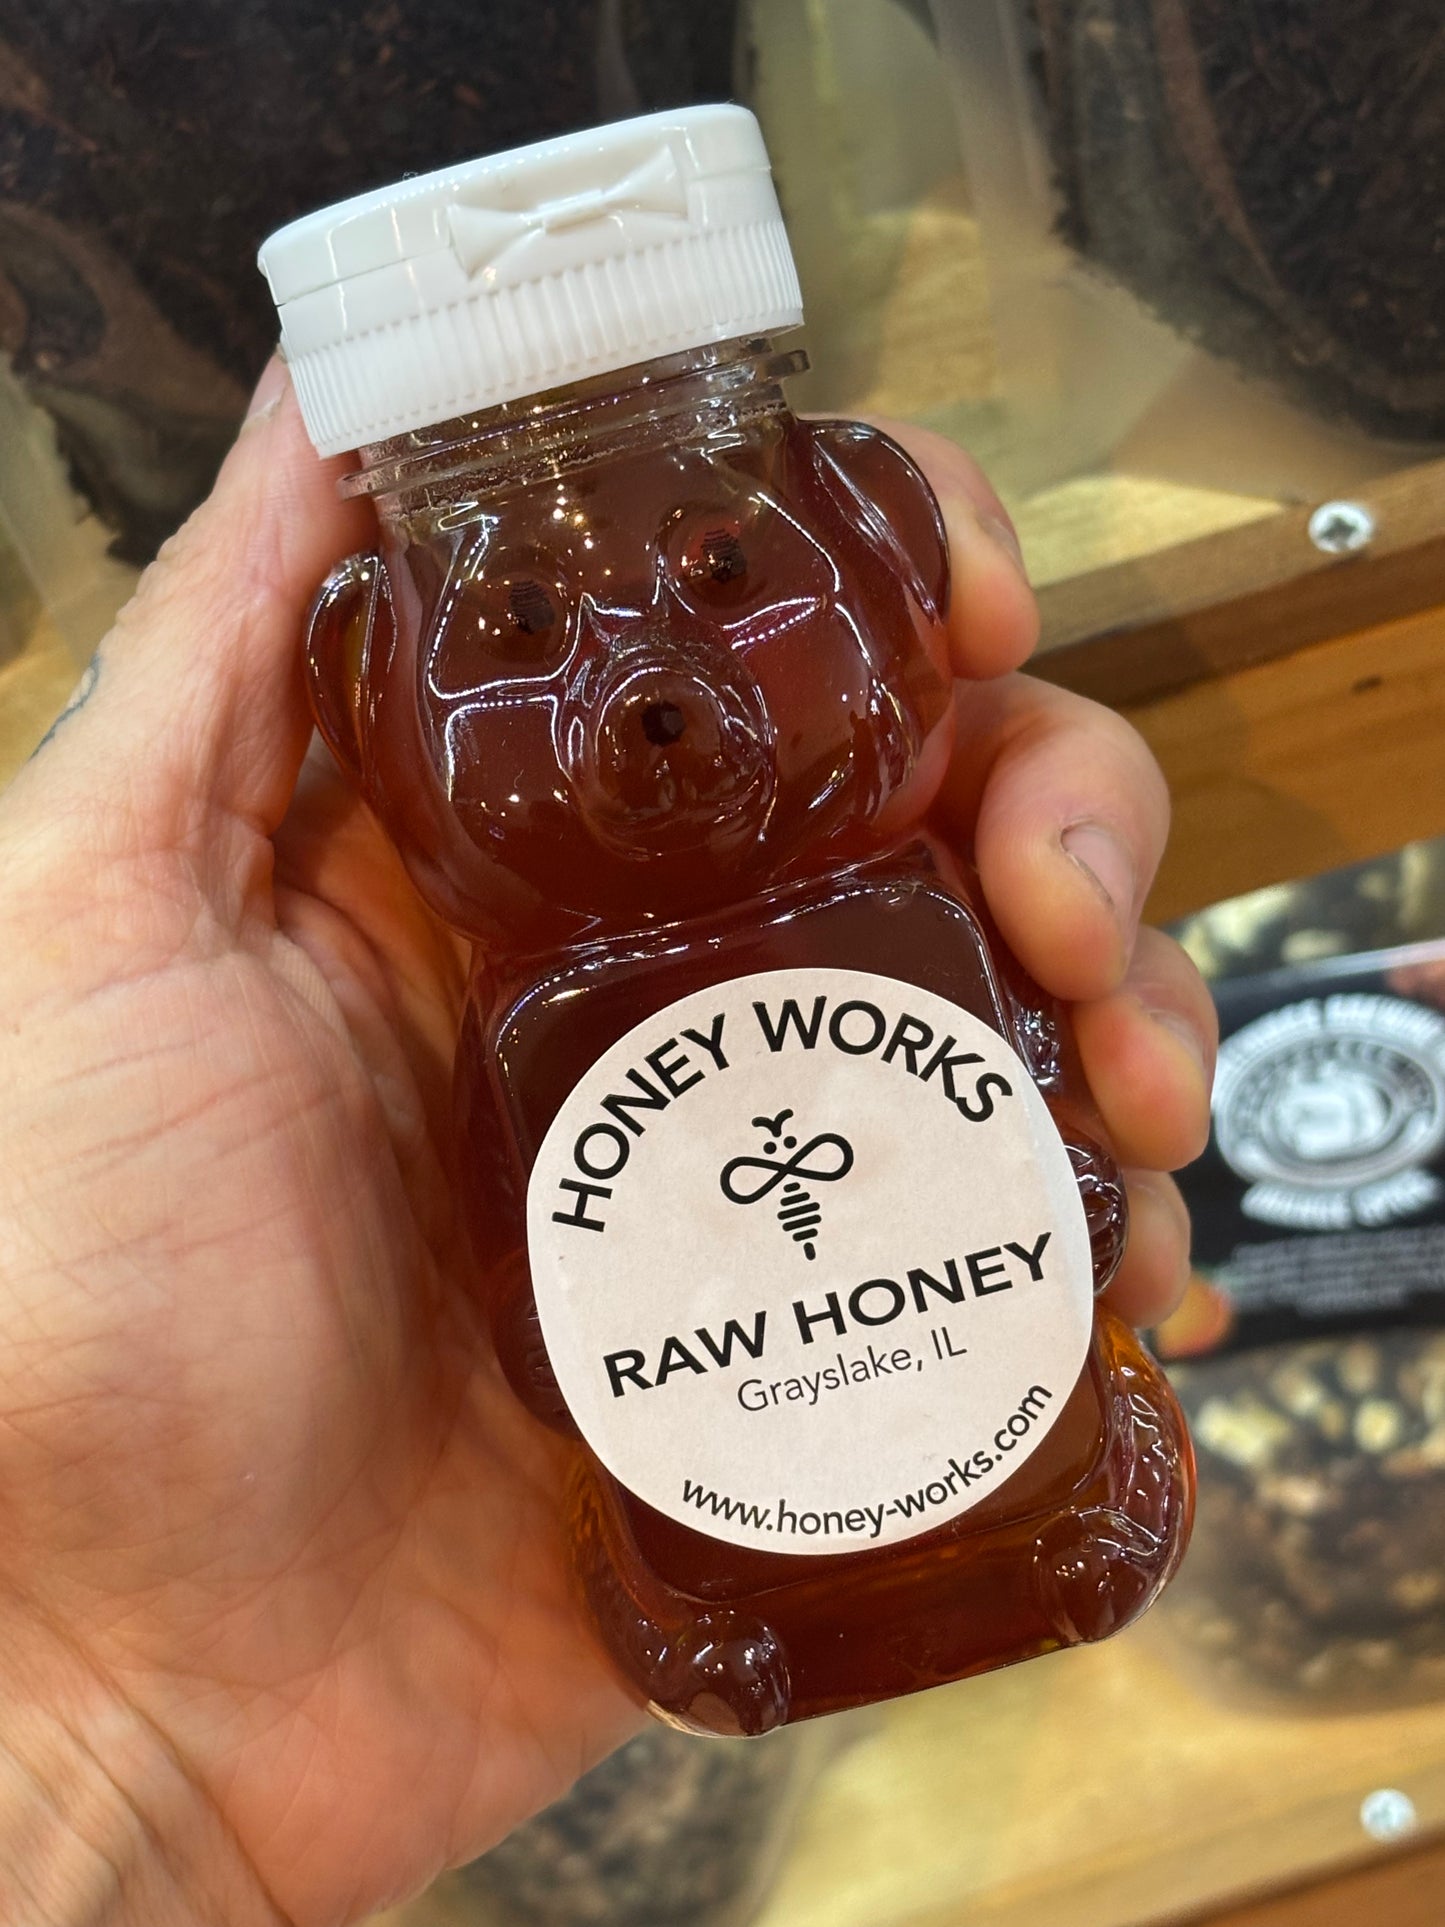 HONEY WORKS
RAW HONEY
Grayslake, IL
www.honey-works.com